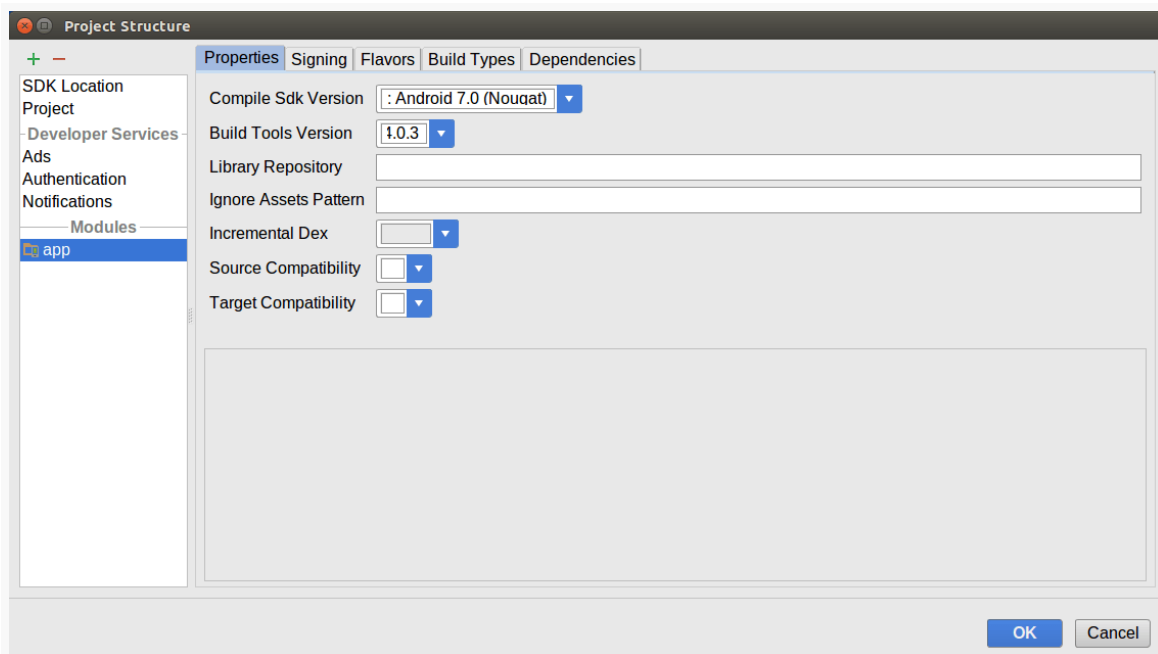 Project Structure
SDK Location
Project
Developer Services
Ads
Authentication
Notifications
Modules
app
Properties Signing Flavors Build Types Dependencies
Compile Sdk Version : Android 7.0 (Nougat)
Build Tools Version .0.3
Library Repository
Ignore Assets Pattern
Incremental Dex
Source Compatibility
Target Compatibility
OK Cancel